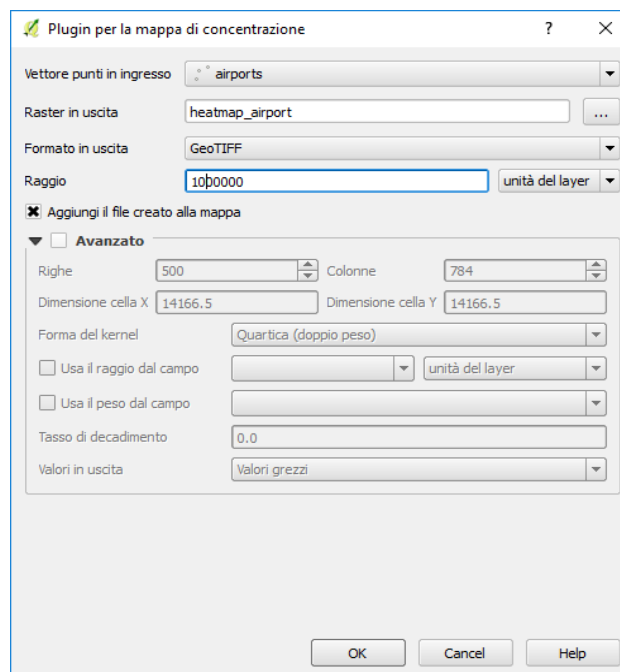 Plugin per la mappa di concentrazione
Vettore punti in ingresso airports
Raster in uscita heatmap_airport ...
Formato in uscita GeoTIFF
Raggio 1000000 unità del layer
Aggiungi il file creato alla mappa
Avanzato
Righe 500 Colonne 784
Dimensione cella X 14166.5 Dimensione cella Y 14166.5
Forma del kernel Quartica (doppio peso)
Usa il raggio dal campo unità del layer
Usa il peso dal campo
Tasso di decadimento 0.0
Valori in uscita Valori grezzi
OK Cancel Help